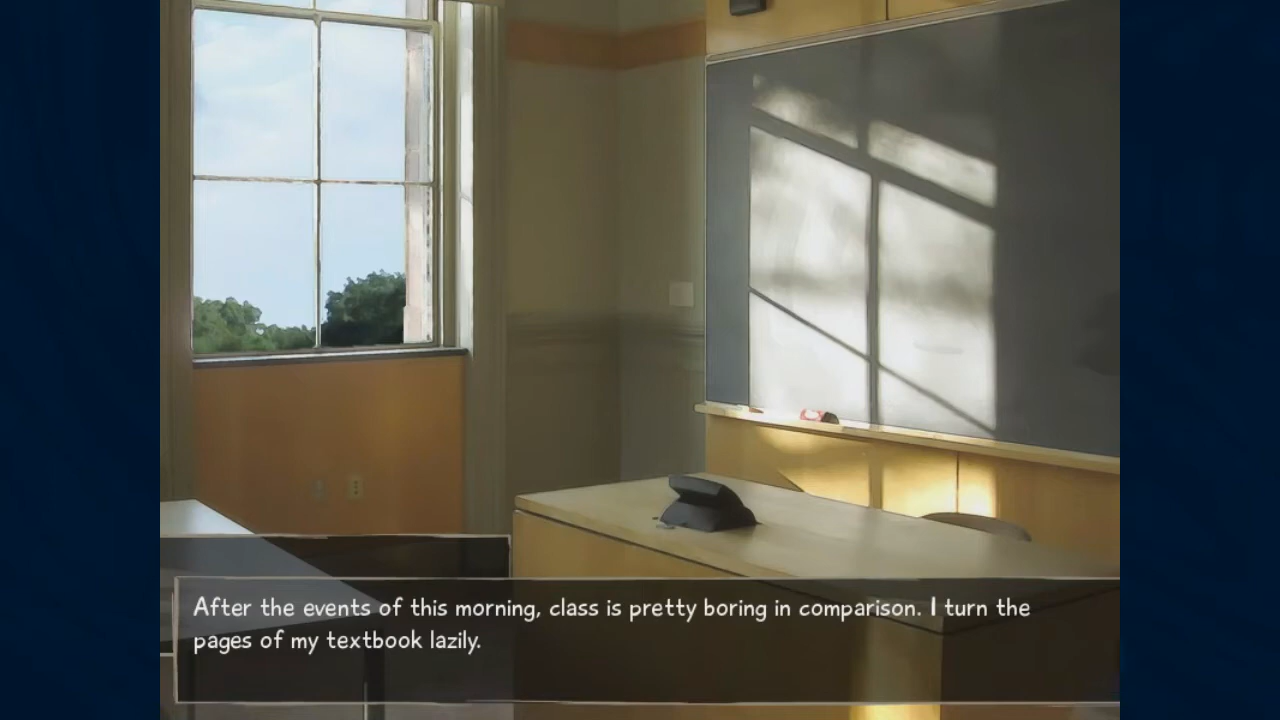 After the events of this morning, class is pretty boring in comparison. I turn the
pages of my textbook lazily.